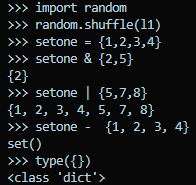 >>> import random
>>> random.shuffle(l1)
>>> setone = {1,2,3,4}
>>> setone & {2,5}
{2}
>>> setone | {5,7,8}
{1, 2, 3, 4, 5, 7, 8}
>>> setone -  {1, 2, 3, 4}
set()
>>> type({})
<class 'dict'>